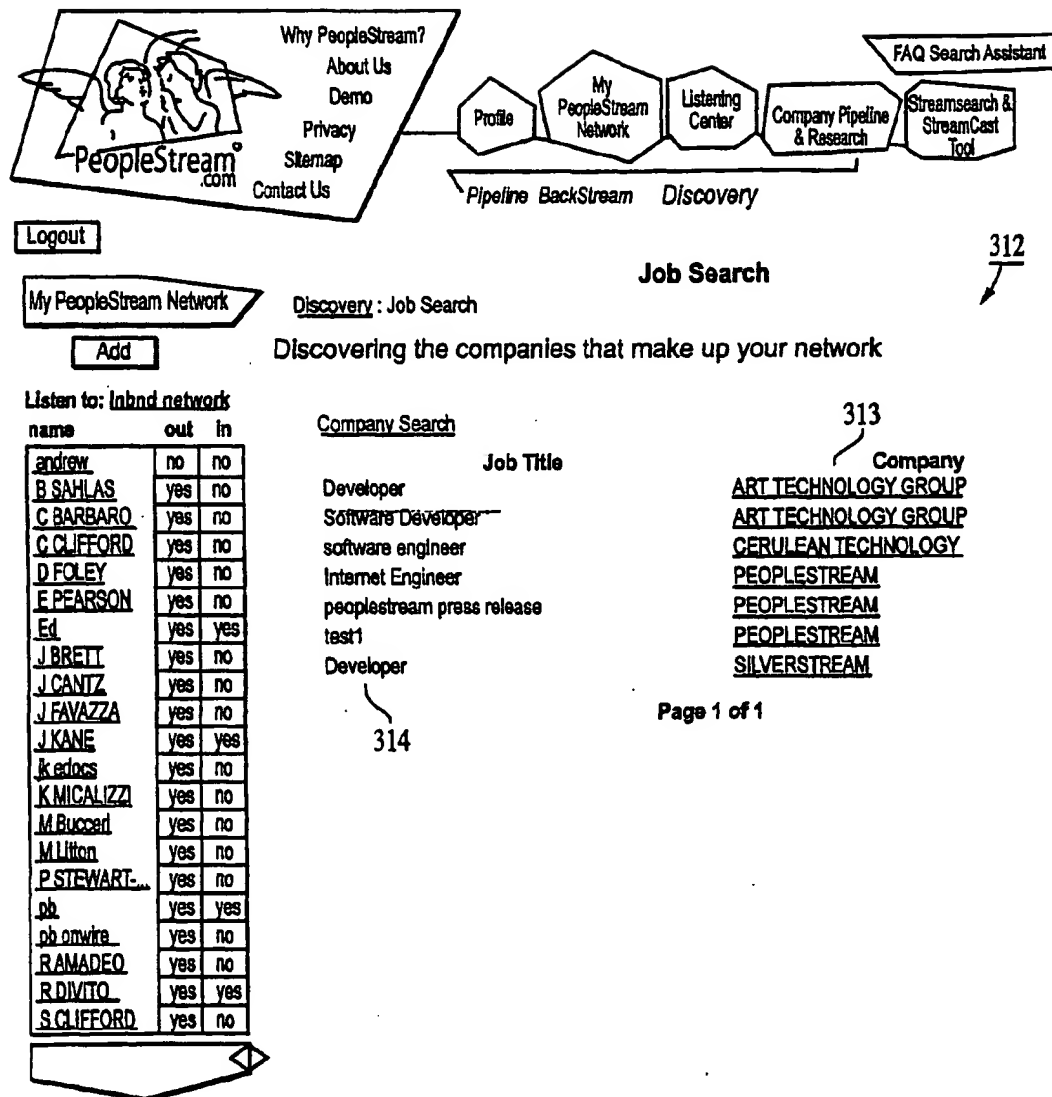 Why PeopleStream?
About Us
Demo
Privacy
Sitemap
Contact Us
PeopleStream
.com
FAQ Search Assistant
Profile
My
PeopleStream
Network
Listening
Center
Company Pipeline
& Research
Streamsearch &
StreamCast
Tool
Pipeline BackStream Discovery
Logout
312
Job Search
My PeopleStream Network
Discovery : Job Search
Add
Discovering the companies that make up your network
Listen to: Inbnd network
name out in
andrew no no
B SAHLAS yes no
C BARBARO yes no
C CLIFFORD yes no
D FOLEY yes no
E PEARSON yes no
Ed yes yes
J BRETT yes no
J CANTZ yes no
J FAVAZZA yes no
J KANE yes yes
jk edocs yes no
K MICALIZZI yes no
M Buccerl yes no
M Litton yes no
P STEWART-... yes no
pb yes yes
pb onwire yes no
R AMADEO yes no
R DIVITO yes yes
S CLIFFORD yes no
Company Search
313
Job Title Company
Developer ART TECHNOLOGY GROUP
Software Developer ART TECHNOLOGY GROUP
software engineer CERULEAN TECHNOLOGY
Internet Engineer PEOPLESTREAM
peoplestream press release PEOPLESTREAM
test1 PEOPLESTREAM
Developer SILVERSTREAM
314
Page 1 of 1